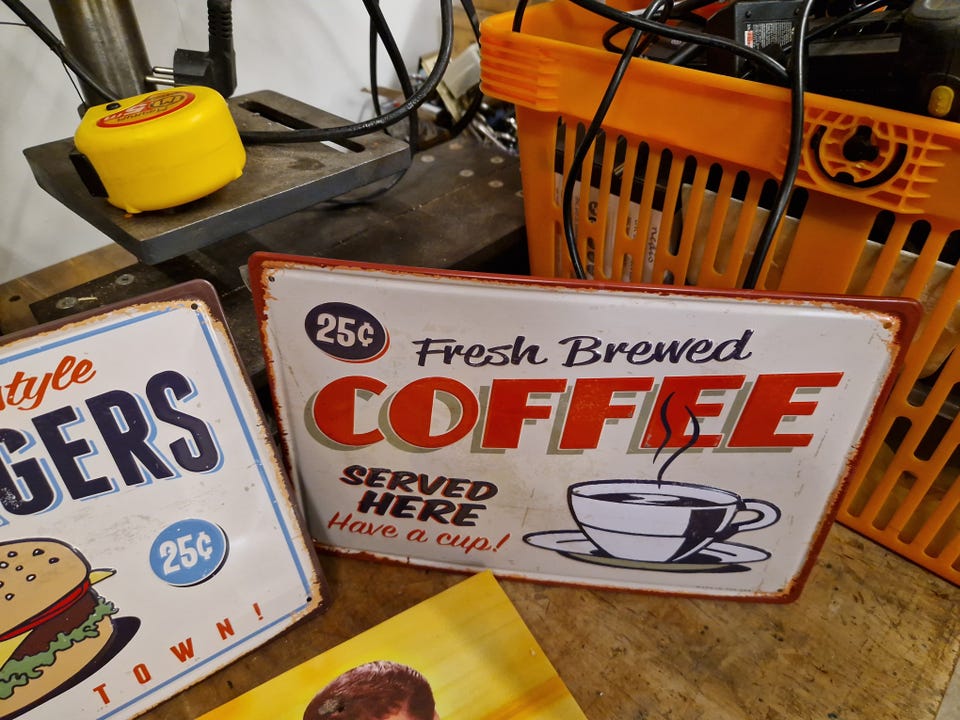 25¢
Fresh Brewed
COFFEE
SERVED
HERE
Have a cup!
style
GERS
25¢
TOWN!